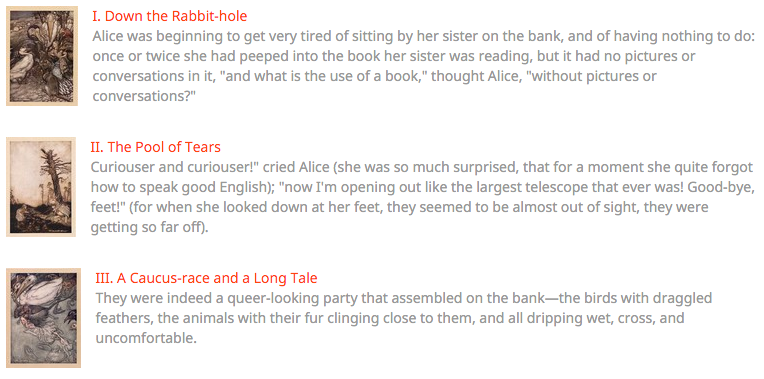 I. Down the Rabbit-hole
Alice was beginning to get very tired of sitting by her sister on the bank, and of having nothing to do:
once or twice she had peeped into the book her sister was reading, but it had no pictures or
conversations in it, "and what is the use of a book," thought Alice, "without pictures or
conversations?"
II. The Pool of Tears
Curiouser and curiouser!" cried Alice (she was so much surprised, that for a moment she quite forgot
how to speak good English); "now I'm opening out like the largest telescope that ever was! Good-bye,
feet!" (for when she looked down at her feet, they seemed to be almost out of sight, they were
getting so far off).
III. A Caucus-race and a Long Tale
They were indeed a queer-looking party that assembled on the bank—the birds with draggled
feathers, the animals with their fur clinging close to them, and all dripping wet, cross, and
uncomfortable.